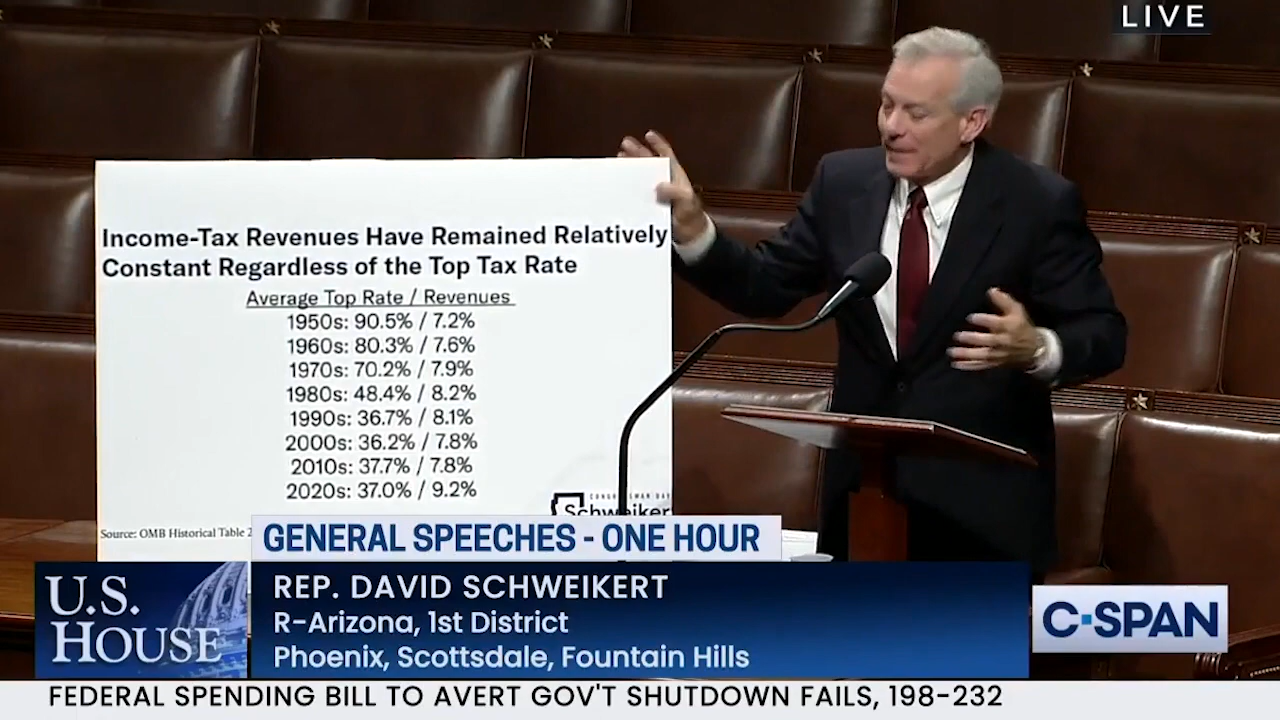 LIVE
Income-Tax Revenues Have Remained Relatively
Constant Regardless of the Top Tax Rate
Average Top Rate / Revenues
1950s: 90.5% / 7.2%
1960s: 80.3% / 7.6%
1970s: 70.2% / 7.9%
1980s: 48.4% / 8.2%
1990s: 36.7% / 8.1%
2000s: 36.2% / 7.8%
2010s: 37.7% / 7.8%
2020s: 37.0% / 9.2%
Schweiker
Source: OMB Historical Table 2
GENERAL SPEECHES - ONE HOUR
U.S.
HOUSE
REP. DAVID SCHWEIKERT
R-Arizona, 1st District
Phoenix, Scottsdale, Fountain Hills
C-SPAN
FEDERAL SPENDING BILL TO AVERT GOV'T SHUTDOWN FAILS, 198-232